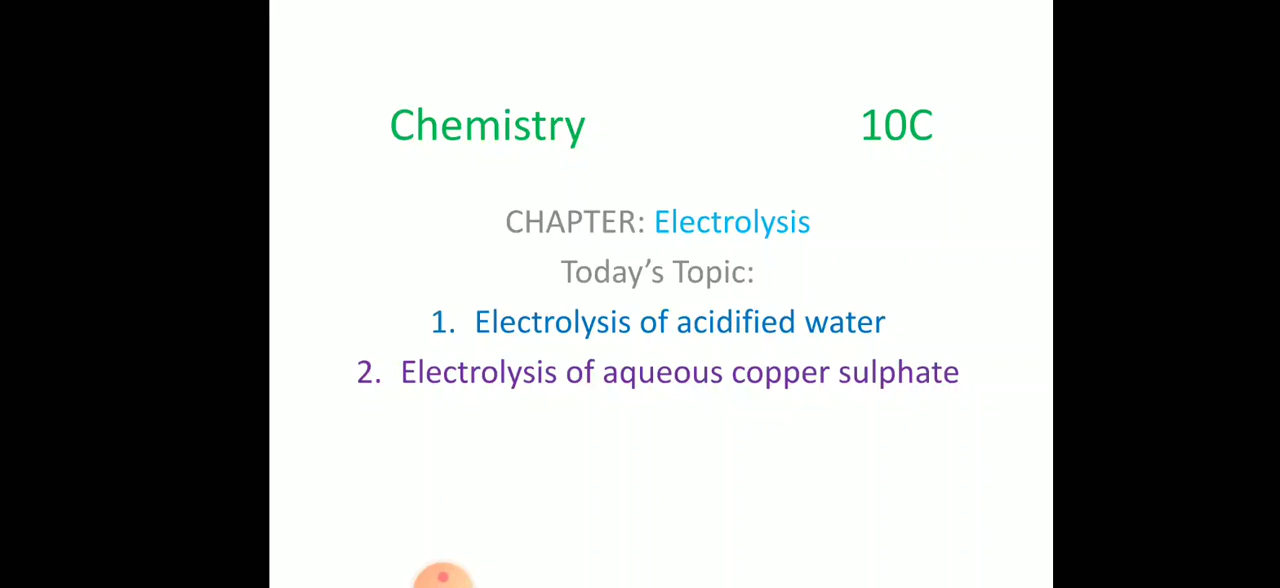 Chemistry 10C
CHAPTER: Electrolysis
Today's Topic:
1. Electrolysis of acidified water
2. Electrolysis of aqueous copper sulphate